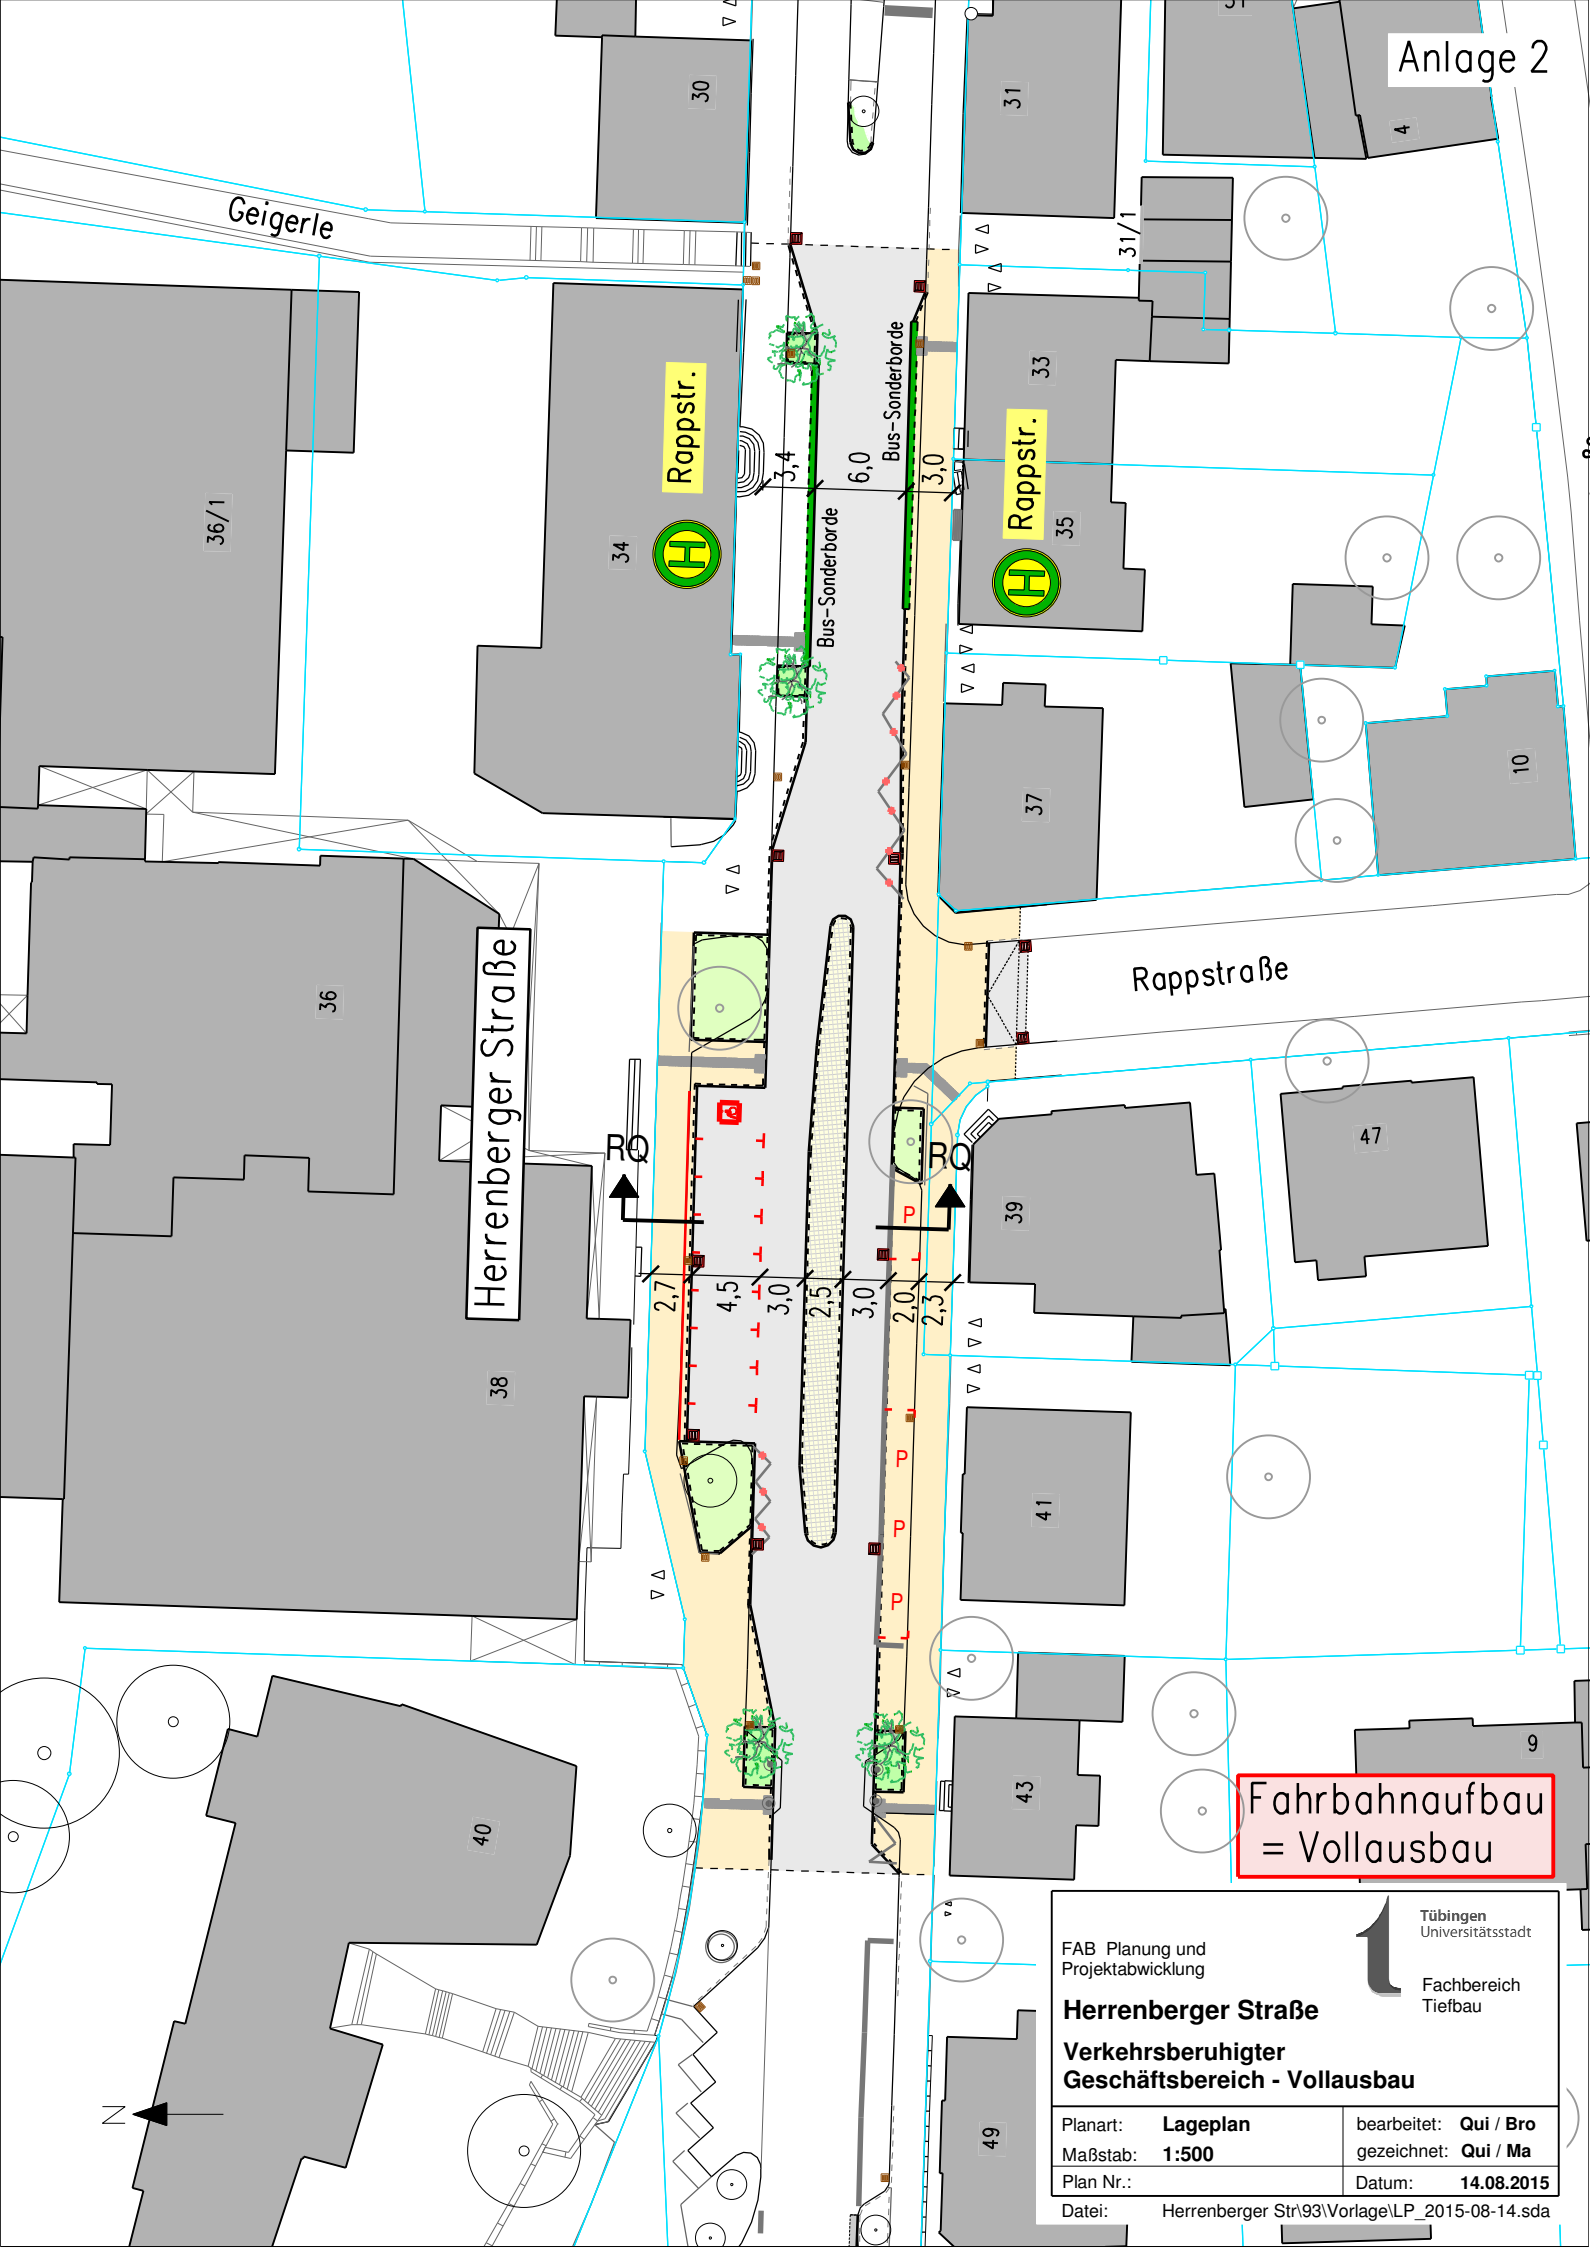 Anlage 2
31
30
31
4
Geigerle
31/1
Bus-Sonderborde
33
Rappstr.
Rappstr.
3,4
6,0
3,0
36/1
34
H
H
35
Bus-Sonderborde
37
10
Herrenberger Straße
36
Rappstraße
RQ
RQ
47
P
39
2,7
4,5
3,0
2,5
3,0
2,0
2,3
38
P
41
P
P
9
43
40
Fahrbahnaufbau
= Vollausbau
Tübingen
Universitätsstadt
FAB Planung und
Projektabwicklung
Fachbereich
Tiefbau
Herrenberger Straße
Verkehrsberuhigter
Geschäftsbereich - Vollausbau
N
49
Planart: Lageplan
bearbeitet: Qui / Bro
Maßstab: 1:500
gezeichnet: Qui / Ma
Plan Nr.:
Datum: 14.08.2015
Datei: Herrenberger Str\93\Vorlage\LP_2015-08-14.sda